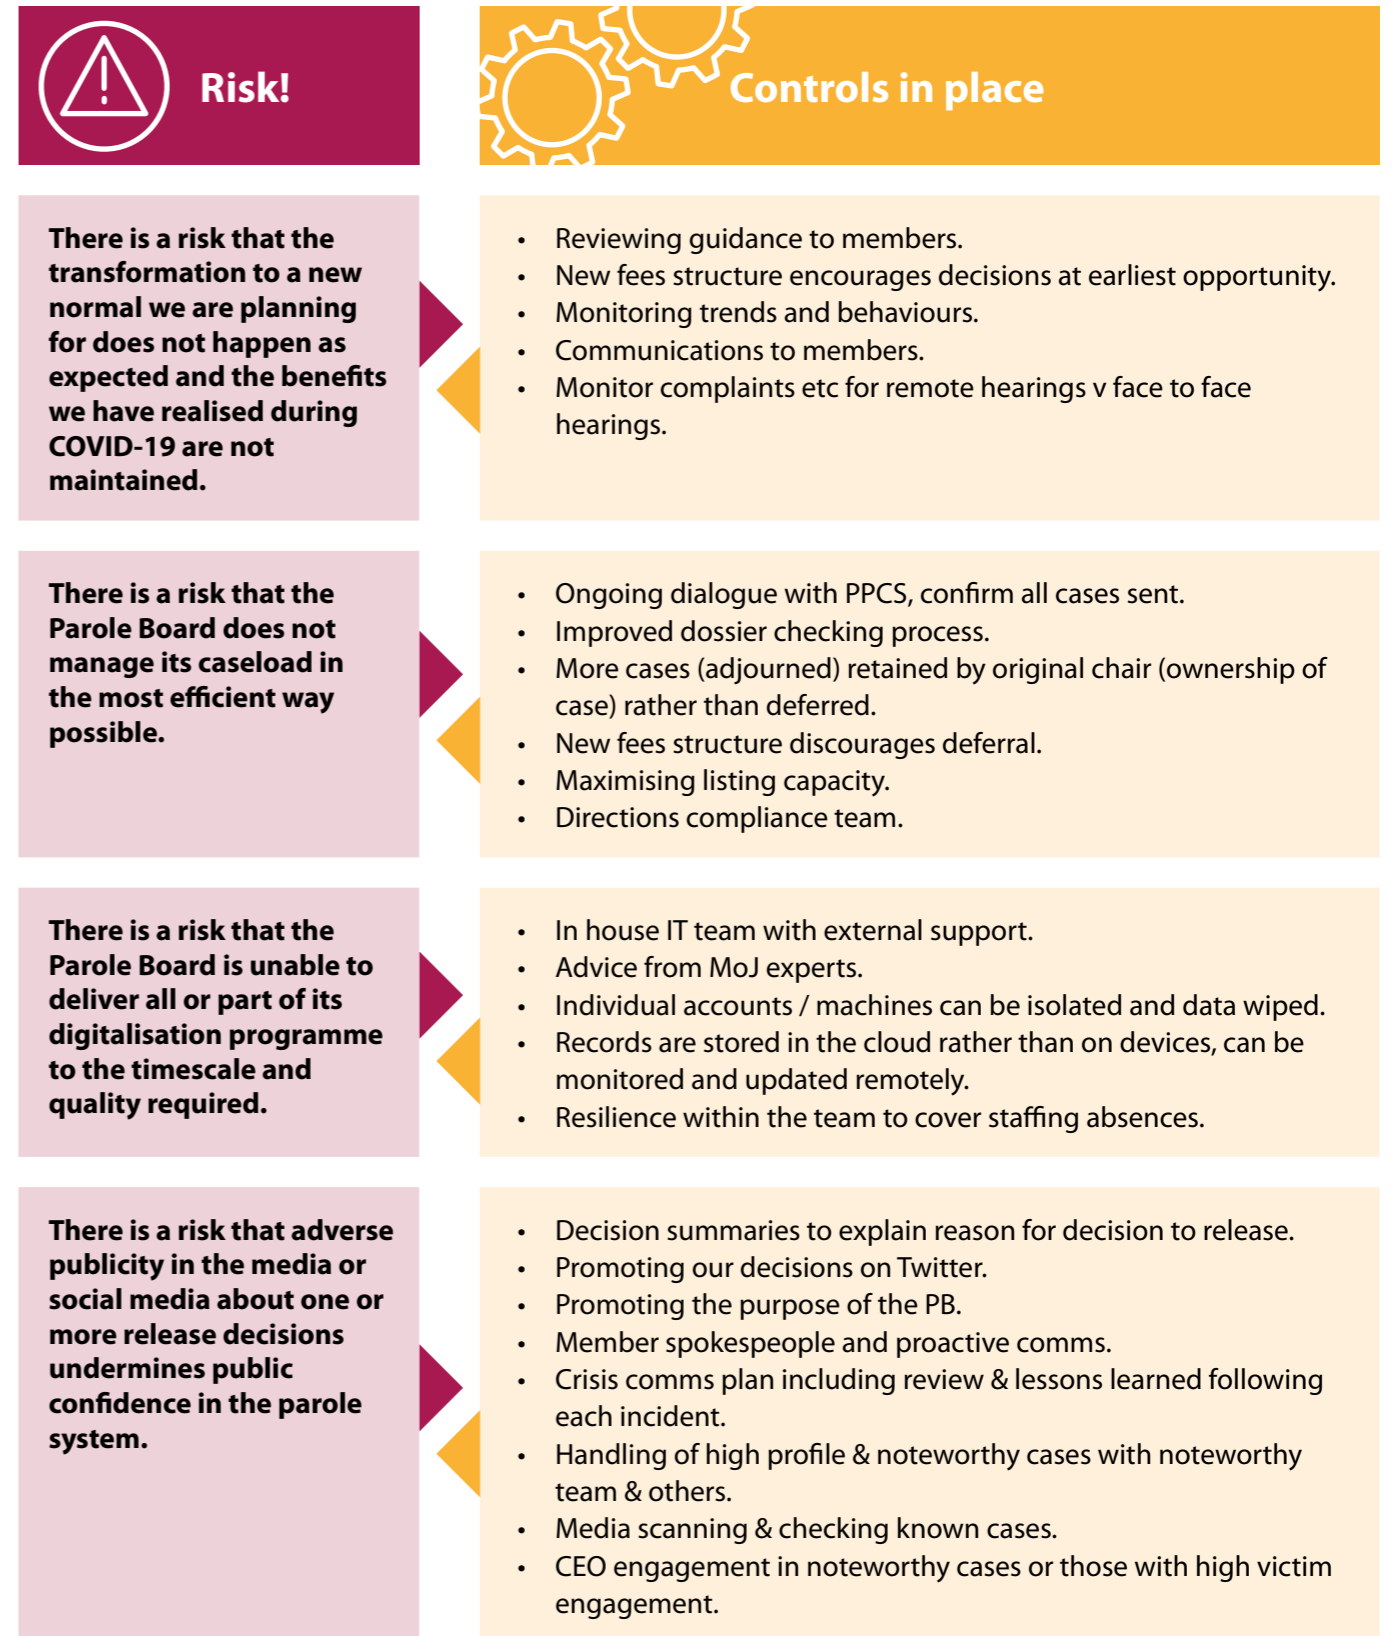 Risk!
Controls in place
There is a risk that the
transformation to a new
normal we are planning
for does not happen as
expected and the benefits
we have realised during
COVID-19 are not
maintained.
• Reviewing guidance to members.
• New fees structure encourages decisions at earliest opportunity.
• Monitoring trends and behaviours.
• Communications to members.
• Monitor complaints etc for remote hearings v face to face
hearings.
There is a risk that the
Parole Board does not
manage its caseload in
the most efficient way
possible.
• Ongoing dialogue with PPCS, confirm all cases sent.
• Improved dossier checking process.
• More cases (adjourned) retained by original chair (ownership of
case) rather than deferred.
• New fees structure discourages deferral.
• Maximising listing capacity.
• Directions compliance team.
There is a risk that the
Parole Board is unable to
deliver all or part of its
digitalisation programme
to the timescale and
quality required.
• In house IT team with external support.
• Advice from MoJ experts.
• Individual accounts / machines can be isolated and data wiped.
• Records are stored in the cloud rather than on devices, can be
monitored and updated remotely.
• Resilience within the team to cover staffing absences.
There is a risk that adverse
publicity in the media or
social media about one or
more release decisions
undermines public
confidence in the parole
system.
• Decision summaries to explain reason for decision to release.
• Promoting our decisions on Twitter.
• Promoting the purpose of the PB.
• Member spokespeople and proactive comms.
• Crisis comms plan including review & lessons learned following
each incident.
• Handling of high profile & noteworthy cases with noteworthy
team & others.
• Media scanning & checking known cases.
• CEO engagement in noteworthy cases or those with high victim
engagement.